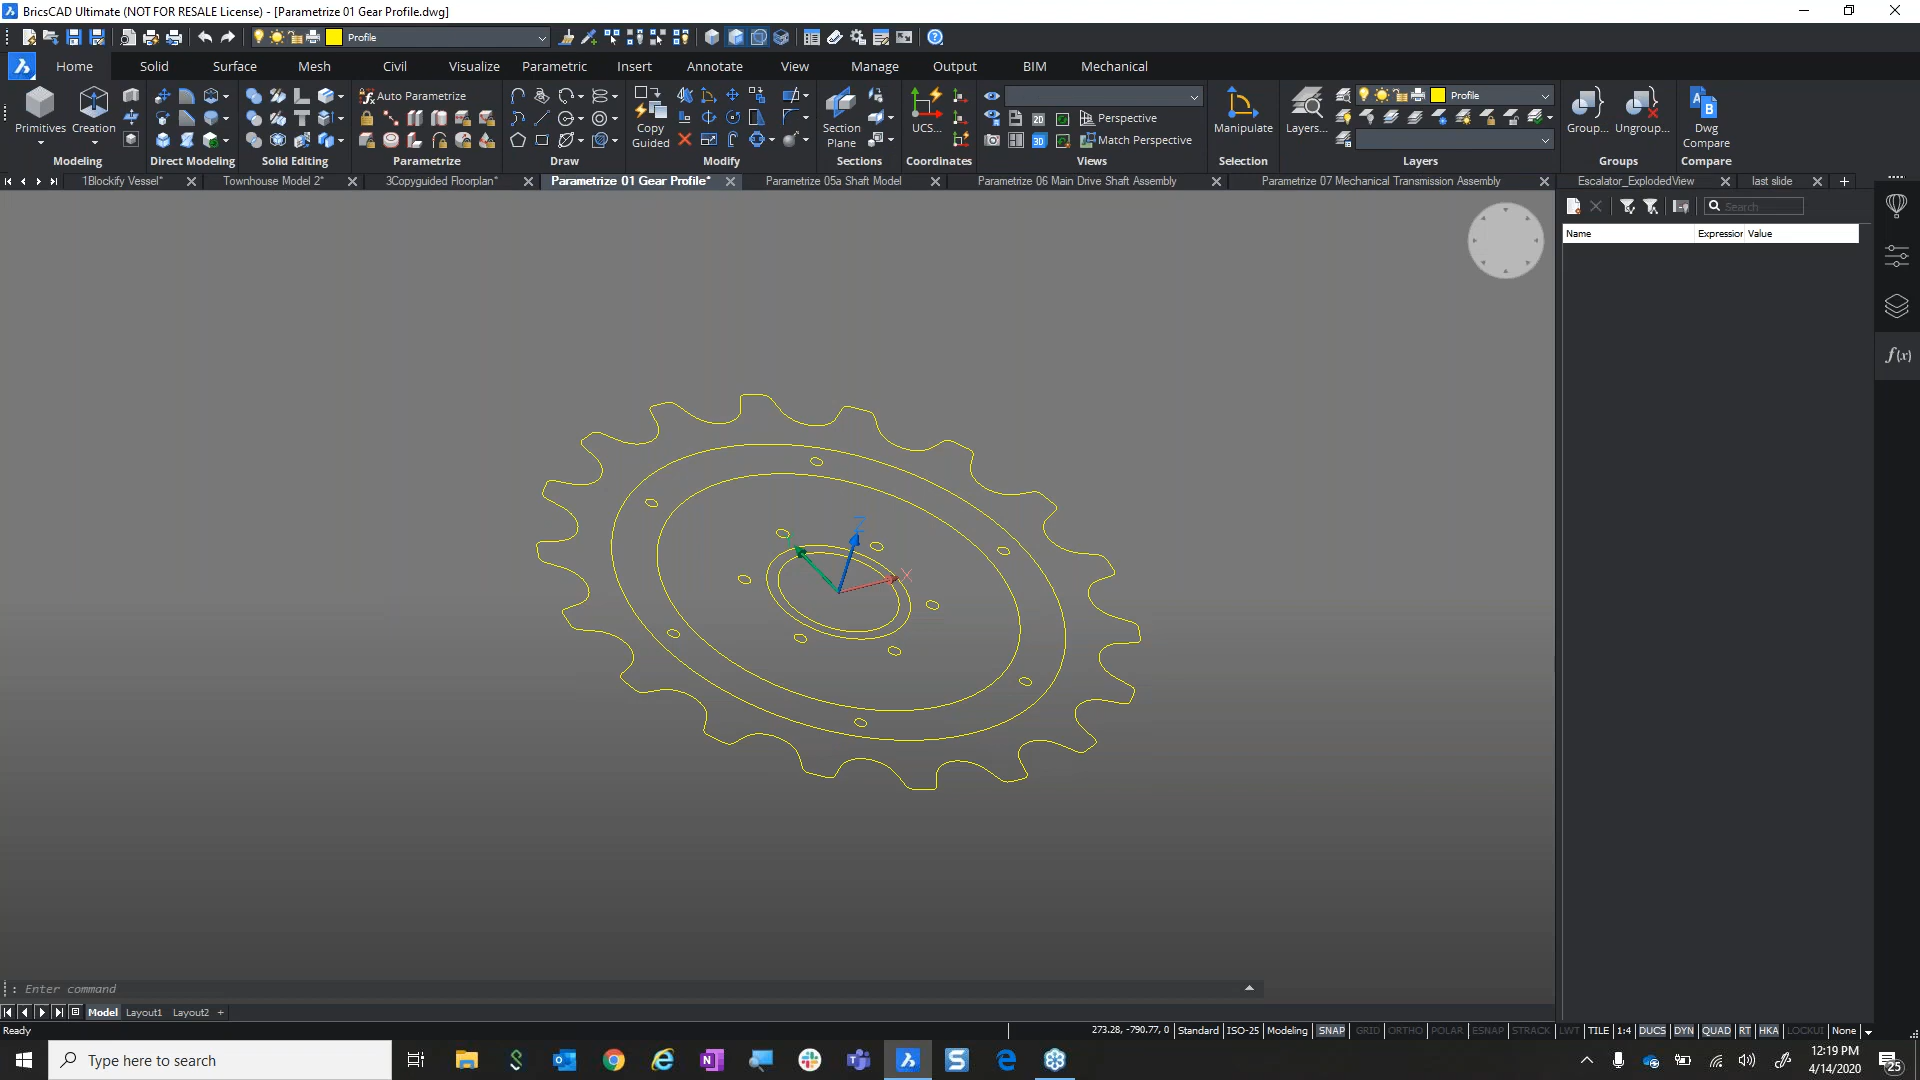 BricsCAD Ultimate (NOT FOR RESALE License) - [Parametrize 01 Gear Profile.dwg]
Profile
Home Solid Surface Mesh Civil Visualize Parametric Insert Annotate View Manage Output BIM Mechanical
Primitives Creation
Auto Parametrize
Copy Guided
Section Plane
UCS...
2D
3D
Perspective
Match Perspective
Manipulate
Layers...
Profile
Group... Ungroup...
A B
Dwg Compare
Modeling Direct Modeling Solid Editing Parametrize Draw Modify Sections Coordinates Views Selection Layers Groups Compare
1Blockify Vessel* Townhouse Model 2* 3Copyguided Floorplan* Parametrize 01 Gear Profile* Parametrize 05a Shaft Model Parametrize 06 Main Drive Shaft Assembly Parametrize 07 Mechanical Transmission Assembly Escalator_ExplodedView last slide
Search
Name Expression Value
f(x)
Z
X
: Enter command
Model Layout1 Layout2 +
Ready
273.28, -790.77, 0 Standard ISO-25 Modeling SNAP GRID ORTHO POLAR ESNAP STRACK LWT TILE 1:4 DUCS DYN QUAD RT HKA LOCKUI None
Type here to search
12:19 PM
4/14/2020
25